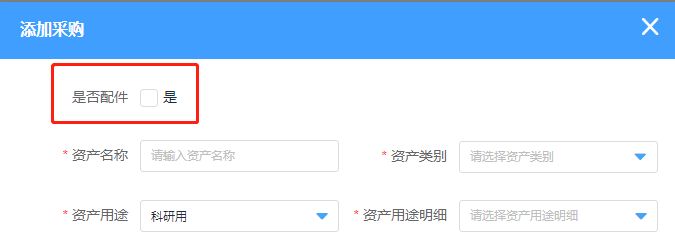 添加采购
是否配件 是
* 资产名称 请输入资产名称 * 资产类别 请选择资产类别
* 资产用途 科研用 * 资产用途明细 请选择资产用途明细